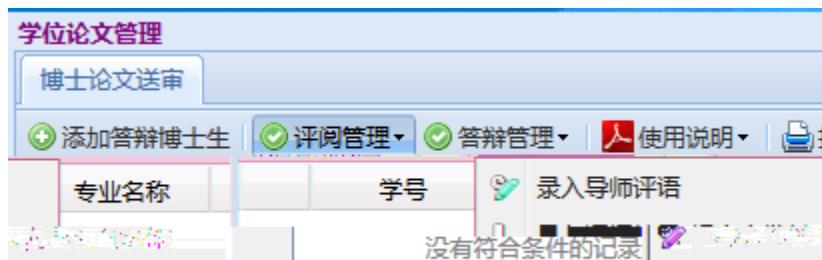 学位论文管理
博士论文送审
添加答辩博士生 评阅管理 答辩管理 使用说明
专业名称 学号 录入导师评语
没有符合条件的记录